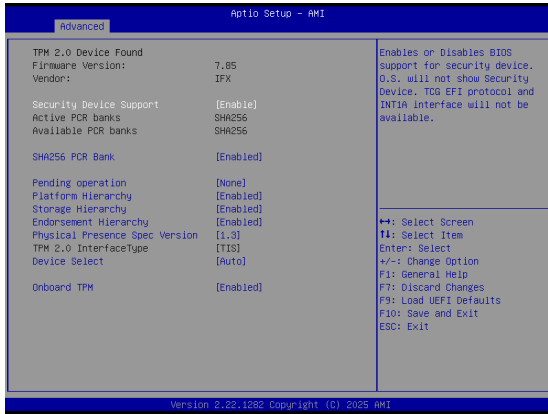 Aptio Setup - AMI
Advanced
TPM 2.0 Device Found
Firmware Version: 7.85
Vendor: IFX
Security Device Support [Enable]
Active PCR banks SHA256
Available PCR banks SHA256
SHA256 PCR Bank [Enabled]
Pending operation [None]
Platform Hierarchy [Enabled]
Storage Hierarchy [Enabled]
Endorsement Hierarchy [Enabled]
Physical Presence Spec Version [1.3]
TPM 2.0 InterfaceType [TIS]
Device Select [Auto]
Onboard TPM [Enabled]
Enables or Disables BIOS
support for security device.
O.S. will not show Security
Device. TCG EFI protocol and
INT1A interface will not be
available.
↔: Select Screen
↑↓: Select Item
Enter: Select
+/-: Change Option
F1: General Help
F7: Discard Changes
F9: Load UEFI Defaults
F10: Save and Exit
ESC: Exit
Version 2.22.1282 Copyright (C) 2025 AMI